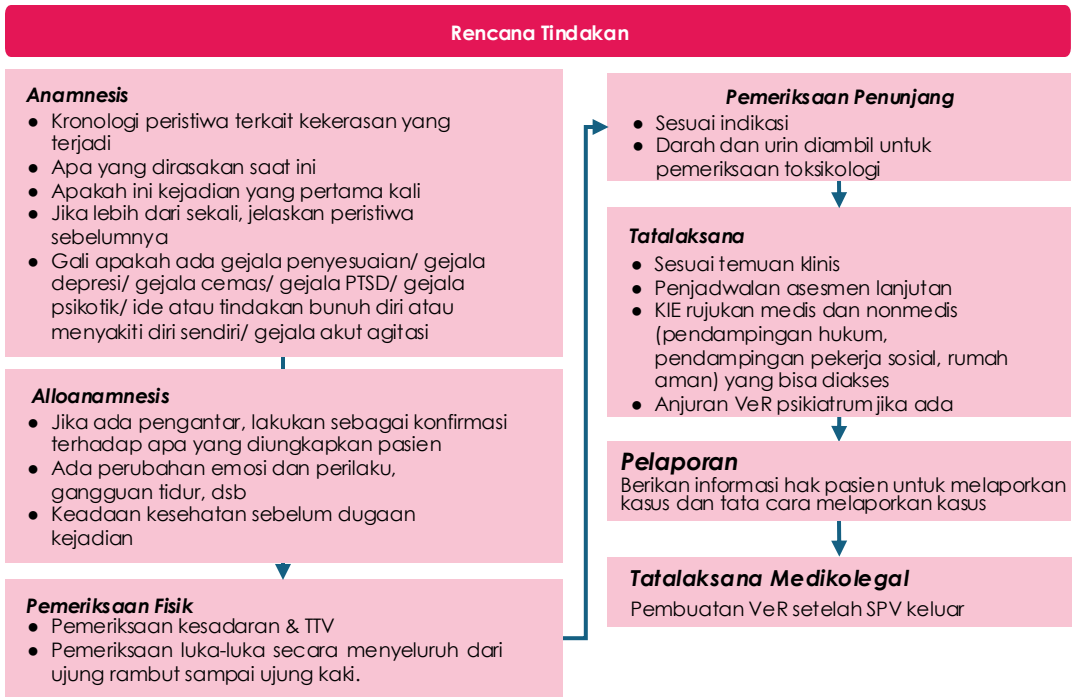 Rencana Tindakan
Anamnesis
● Kronologi peristiwa terkait kekerasan yang
terjadi
● Apa yang dirasakan saat ini
● Apakah ini kejadian yang pertama kali
● Jika lebih dari sekali, jelaskan peristiwa
sebelumnya
● Gali apakah ada gejala penyesuaian/ gejala
depresi/ gejala cemas/ gejala PTSD/ gejala
psikotik/ ide atau tindakan bunuh diri atau
menyakiti diri sendiri/ gejala akut agitasi
Alloanamnesis
● Jika ada pengantar, lakukan sebagai konfirmasi
terhadap apa yang diungkapkan pasien
● Ada perubahan emosi dan perilaku,
gangguan tidur, dsb
● Keadaan kesehatan sebelum dugaan
kejadian
Pemeriksaan Fisik
● Pemeriksaan kesadaran & TTV
● Pemeriksaan luka-luka secara menyeluruh dari
ujung rambut sampai ujung kaki.
Pemeriksaan Penunjang
● Sesuai indikasi
● Darah dan urin diambil untuk
pemeriksaan toksikologi
Tatalaksana
● Sesuai temuan klinis
● Penjadwalan asesmen lanjutan
● KIE rujukan medis dan nonmedis
(pendampingan hukum,
pendampingan pekerja sosial, rumah
aman) yang bisa diakses
● Anjuran VeR psikiatrum jika ada
Pelaporan
Berikan informasi hak pasien untuk melaporkan
kasus dan tata cara melaporkan kasus
Tatalaksana Medikolegal
Pembuatan VeR setelah SPV keluar